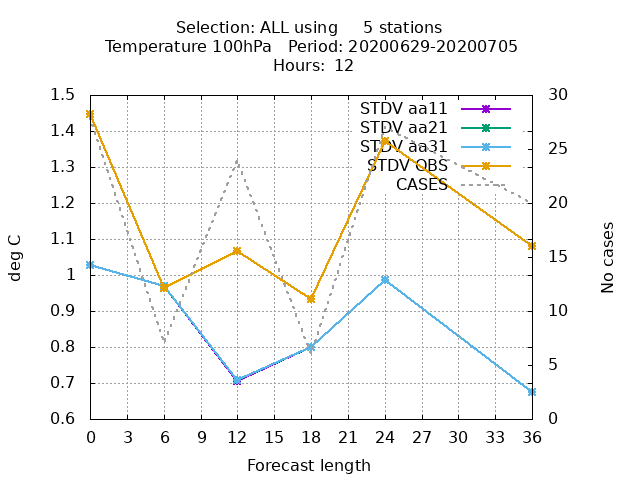 Selection: ALL using     5 stations
Temperature 100hPa   Period: 20200629-20200705
Hours: 12
1.5
1.4
1.3
1.2
1.1
1
0.9
0.8
0.7
0.6
deg C
30
25
20
15
10
5
0
No cases
STDV aa11
STDV aa21
STDV aa31
STDV OBS
CASES
0 3 6 9 12 15 18 21 24 27 30 33 36
Forecast length